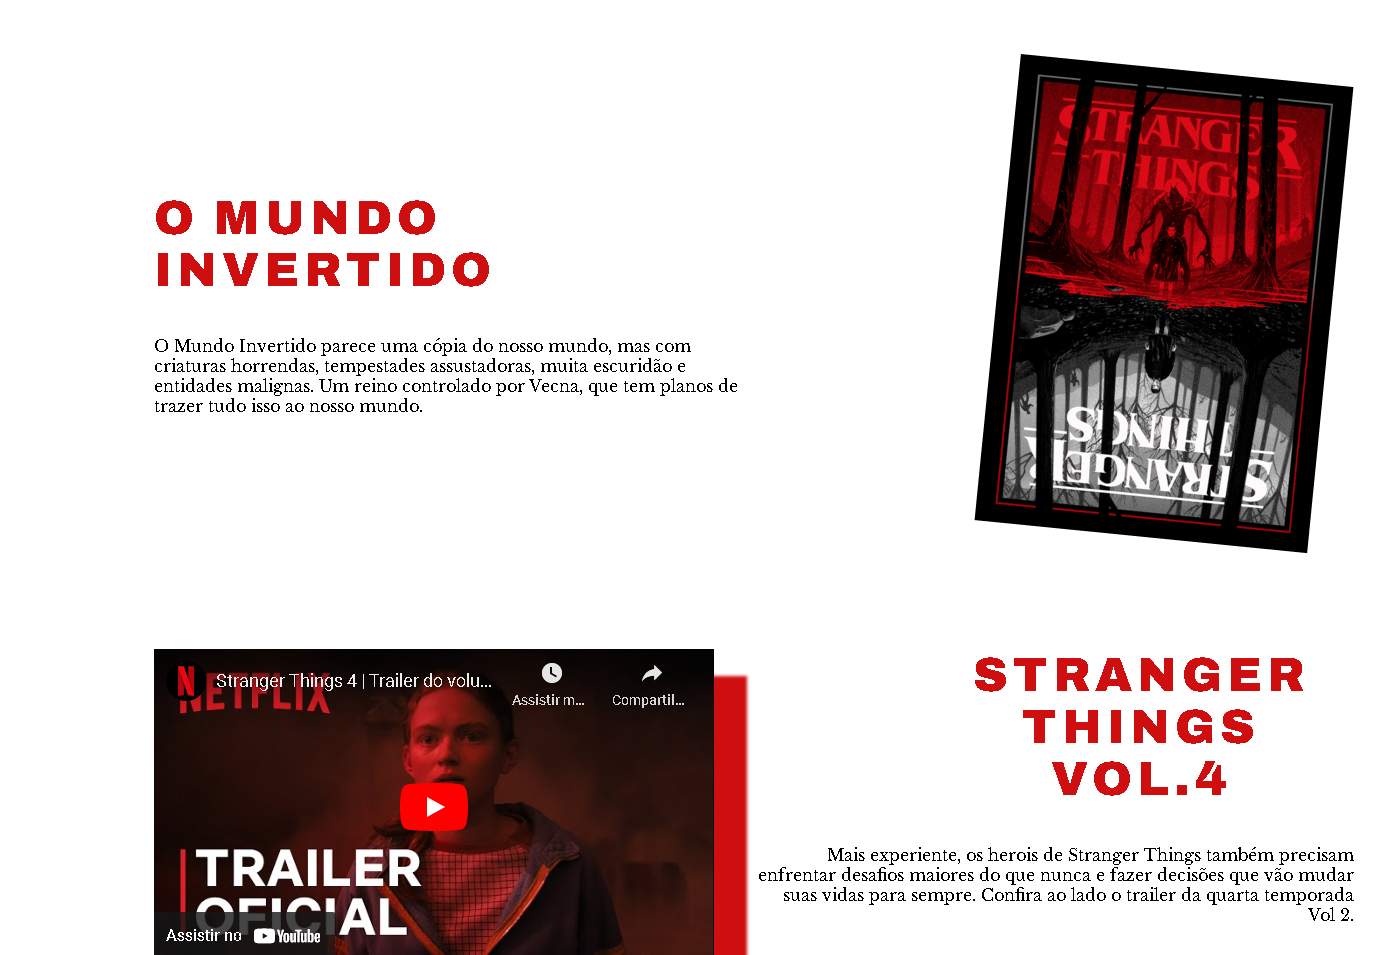 O MUNDO
INVERTIDO
O Mundo Invertido parece uma cópia do nosso mundo, mas com
criaturas horrendas, tempestades assustadoras, muita escuridão e
entidades malignas. Um reino controlado por Vecna, que tem planos de
trazer tudo isso ao nosso mundo.
STRANGER
THINGS
THINGS
STRANGER
NETFLIX
Stranger Things 4 | Trailer do volu...
Assistir m...
Compartil...
TRAILER
OFICIAL
Assistir no YouTube
STRANGER
THINGS
VOL.4
Mais experiente, os herois de Stranger Things também precisam
enfrentar desafios maiores do que nunca e fazer decisões que vão mudar
suas vidas para sempre. Confira ao lado o trailer da quarta temporada
Vol 2.